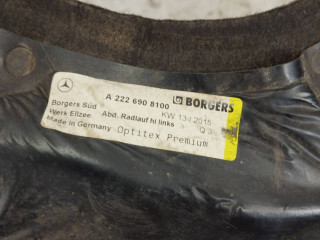 A 222 690 8100 BORGERS
Borgers Süd KW 13 / 2015
Werk Ellzee Abd. Radlauf hi links Q 3
Made in Germany Optitex Premium